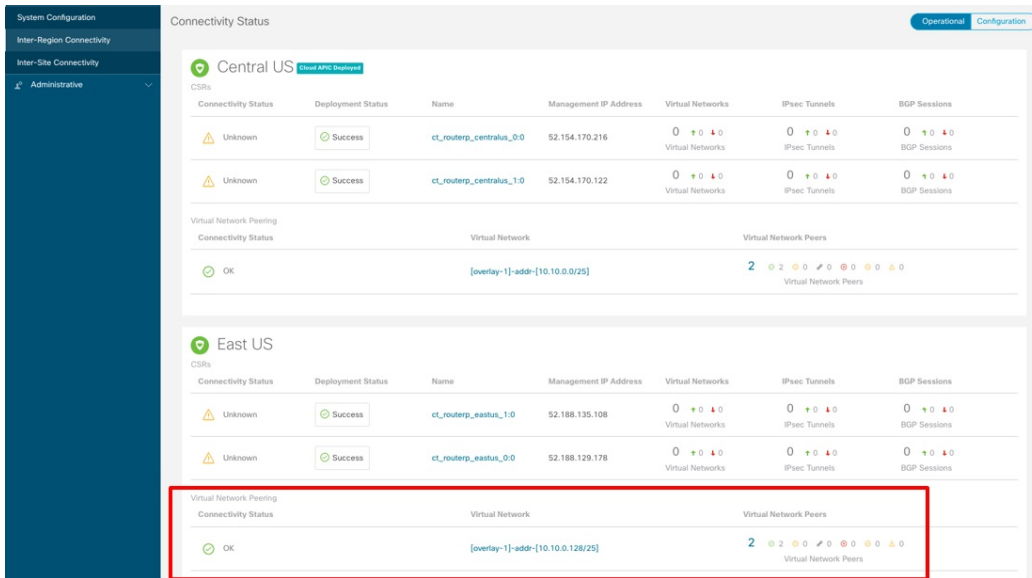 System Configuration
Inter-Region Connectivity
Inter-Site Connectivity
Administrative
Connectivity Status
Operational Configuration
Central US Cloud APIC Deployed
CSRs
Connectivity Status Deployment Status Name Management IP Address Virtual Networks IPsec Tunnels BGP Sessions
Unknown Success ct_routerp_centralus_0:0 52.154.170.216 0 ↑0 ↓0 0 ↑0 ↓0 0 ↑0 ↓0
Virtual Networks IPsec Tunnels BGP Sessions
Unknown Success ct_routerp_centralus_1:0 52.154.170.122 0 ↑0 ↓0 0 ↑0 ↓0 0 ↑0 ↓0
Virtual Networks IPsec Tunnels BGP Sessions
Virtual Network Peering
Connectivity Status Virtual Network Virtual Network Peers
OK [overlay-1]-addr-[10.10.0.0/25] 2 2 0 0 0 0 0
Virtual Network Peers
East US
CSRs
Connectivity Status Deployment Status Name Management IP Address Virtual Networks IPsec Tunnels BGP Sessions
Unknown Success ct_routerp_eastus_1:0 52.188.135.108 0 ↑0 ↓0 0 ↑0 ↓0 0 ↑0 ↓0
Virtual Networks IPsec Tunnels BGP Sessions
Unknown Success ct_routerp_eastus_0:0 52.188.129.178 0 ↑0 ↓0 0 ↑0 ↓0 0 ↑0 ↓0
Virtual Networks IPsec Tunnels BGP Sessions
Virtual Network Peering
Connectivity Status Virtual Network Virtual Network Peers
OK [overlay-1]-addr-[10.10.0.128/25] 2 2 0 0 0 0 0
Virtual Network Peers